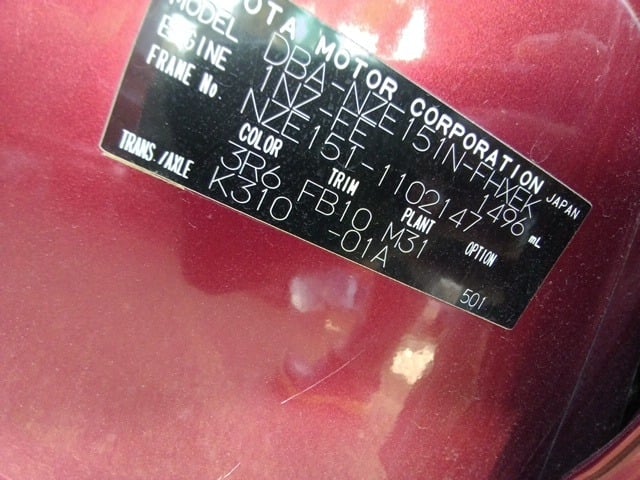 OTA MOTOR CORPORATION JAPAN
MODEL DBA-NZE151N-FHXEK
ENGINE 1NZ-FE 1496 mL
FRAME No. NZE151-1102147
COLOR TRIM PLANT OPTION
3R6 FB10 M31
TRANS./AXLE K310 -01A
501